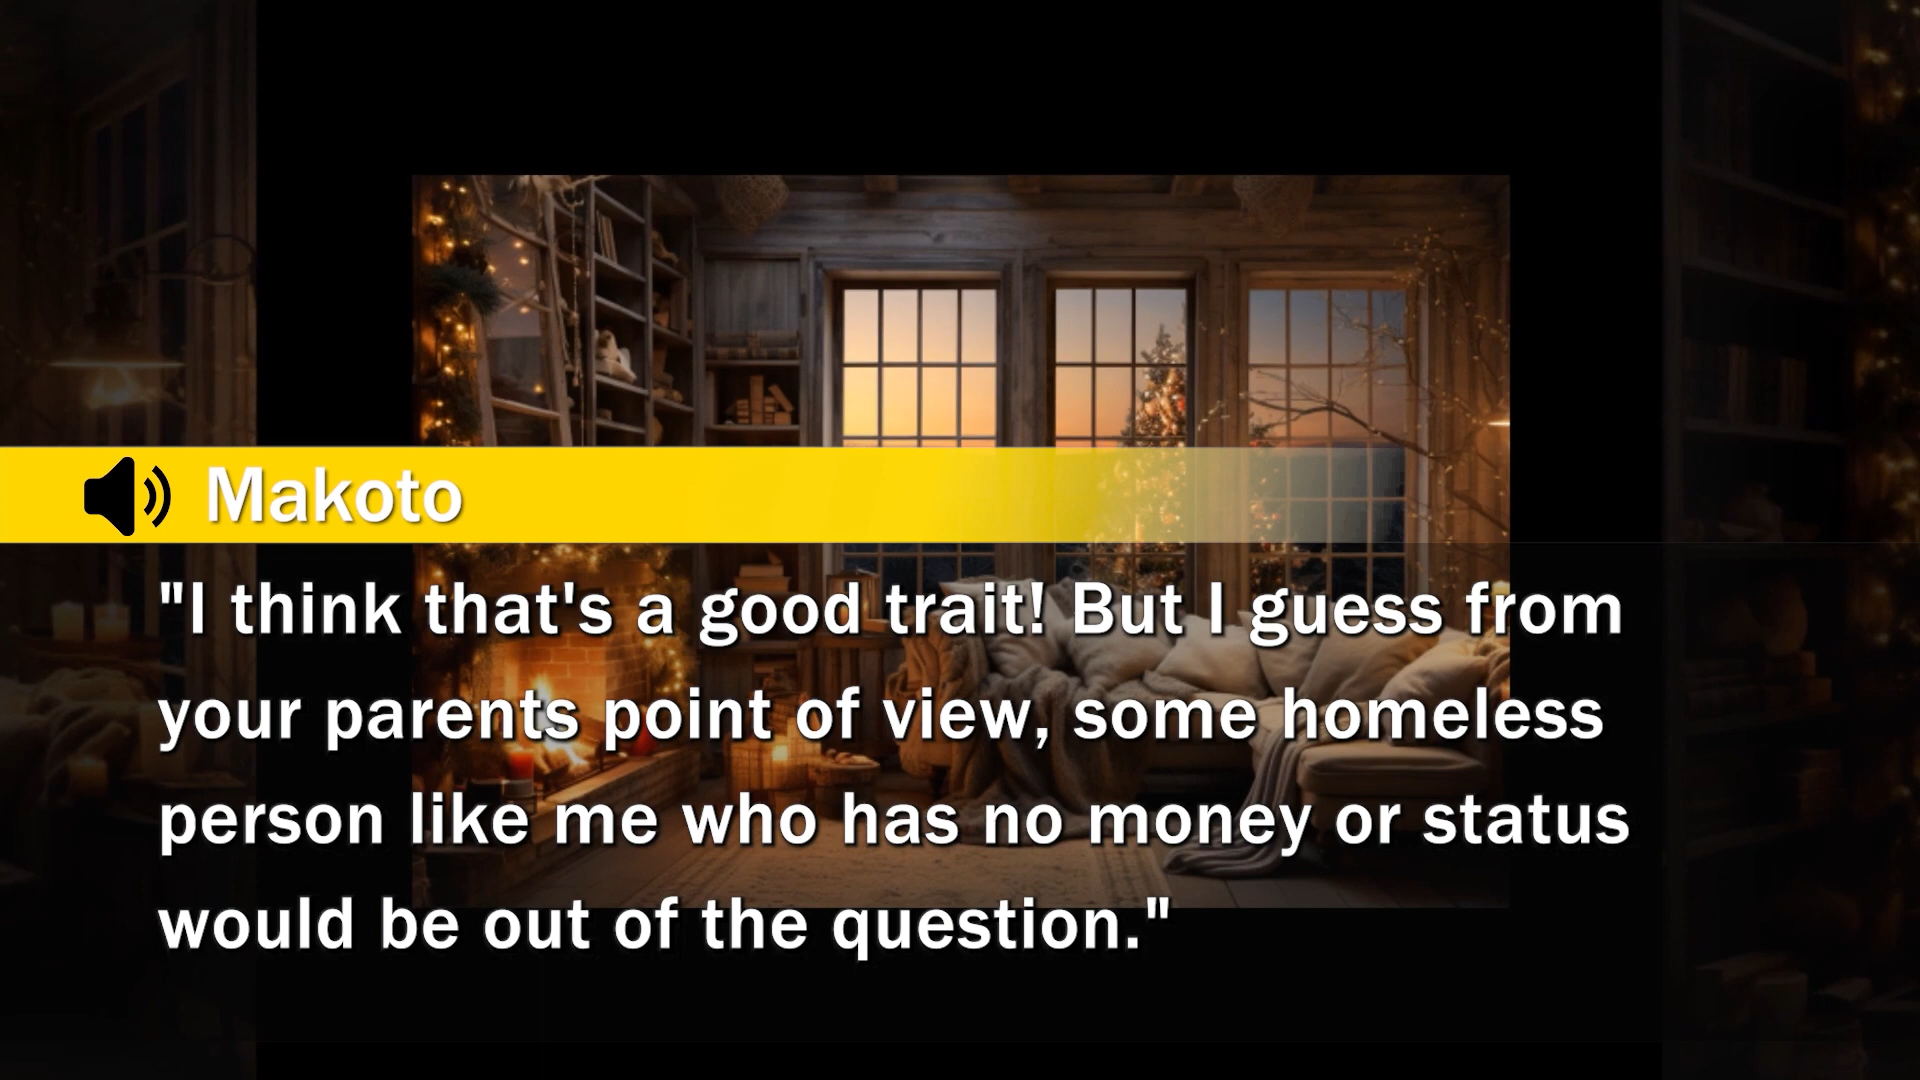 Makoto
"I think that's a good trait! But I guess from
your parents point of view, some homeless
person like me who has no money or status
would be out of the question."